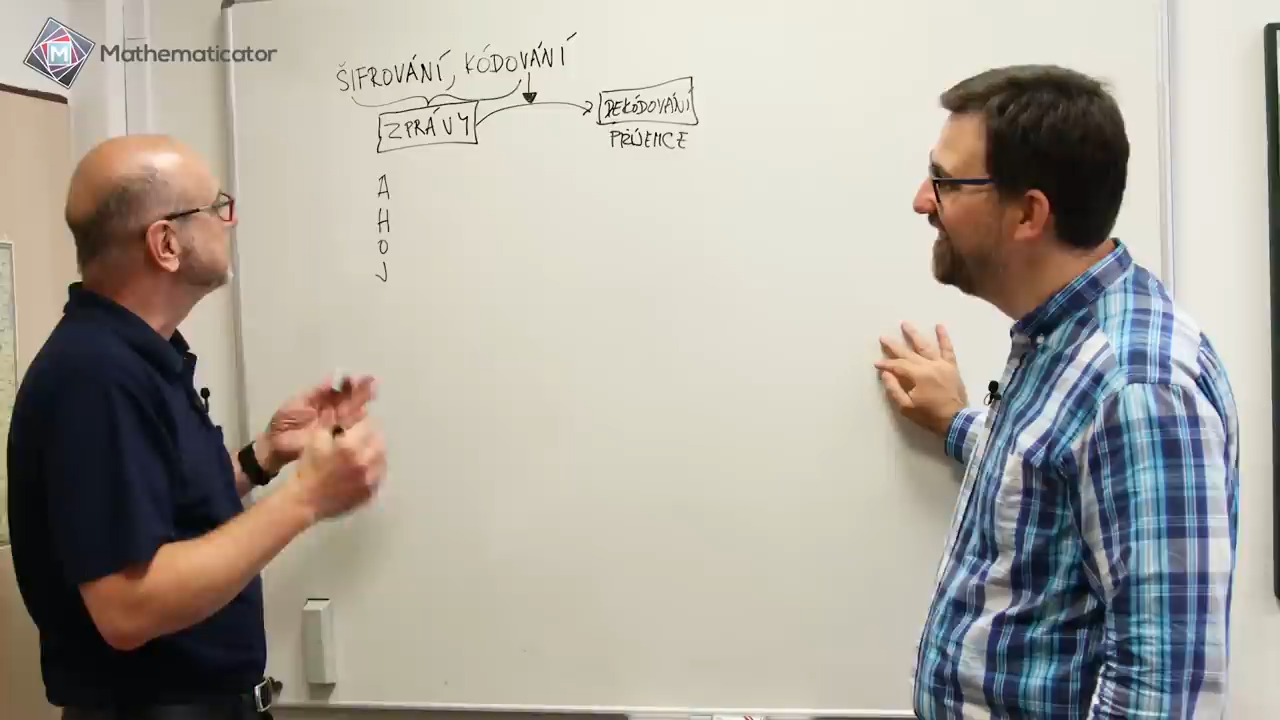 Mathematicator
ŠIFROVÁNÍ, KÓDOVÁNÍ
ZPRÁVY
DEKÓDOVÁNÍ
PŘÍJEMCE
A
H
O
J